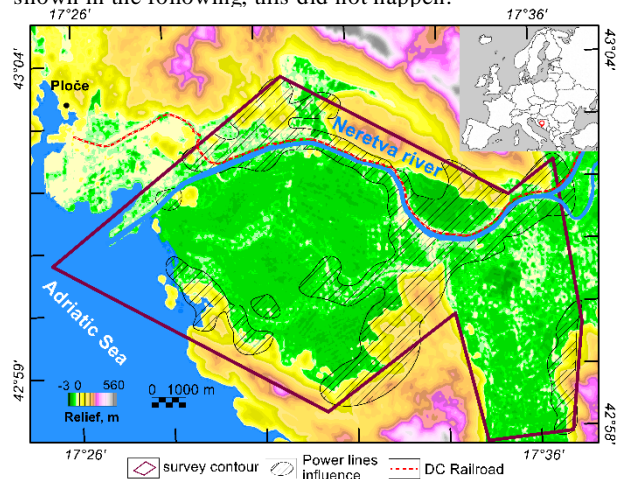 shown in the following, this did not happen.
17°26' 17°36'
43°04' 43°04'
Ploče
Neretva river
Adriatic Sea
42°59' 42°58'
-3 0 560
Relief, m
0 1000 m
17°26' 17°36'
survey contour Power lines influence DC Railroad